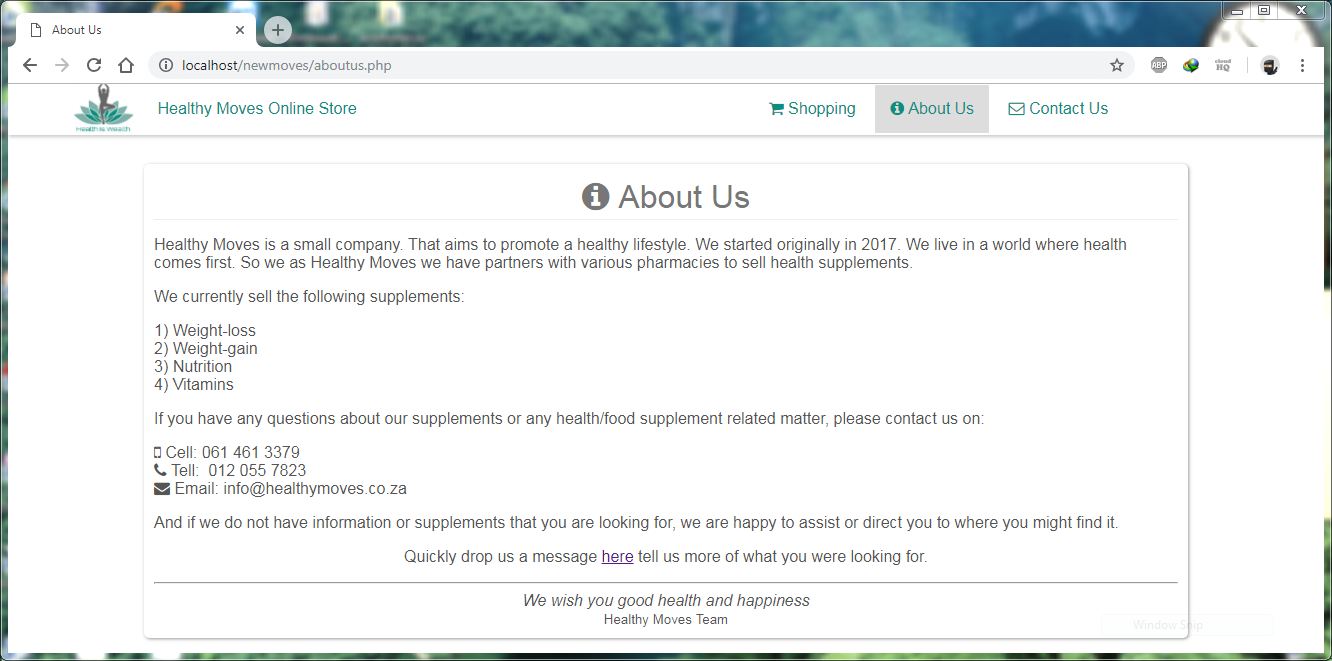 About Us
localhost/newmoves/aboutus.php
ABP
cloud
HQ
Health is Wealth
Healthy Moves Online Store
Shopping
About Us
Contact Us
About Us
Healthy Moves is a small company. That aims to promote a healthy lifestyle. We started originally in 2017. We live in a world where health
comes first. So we as Healthy Moves we have partners with various pharmacies to sell health supplements.
We currently sell the following supplements:
1) Weight-loss
2) Weight-gain
3) Nutrition
4) Vitamins
If you have any questions about our supplements or any health/food supplement related matter, please contact us on:
Cell: 061 461 3379
Tell:  012 055 7823
Email: info@healthymoves.co.za
And if we do not have information or supplements that you are looking for, we are happy to assist or direct you to where you might find it.
Quickly drop us a message here tell us more of what you were looking for.
We wish you good health and happiness
Healthy Moves Team
Window Snip